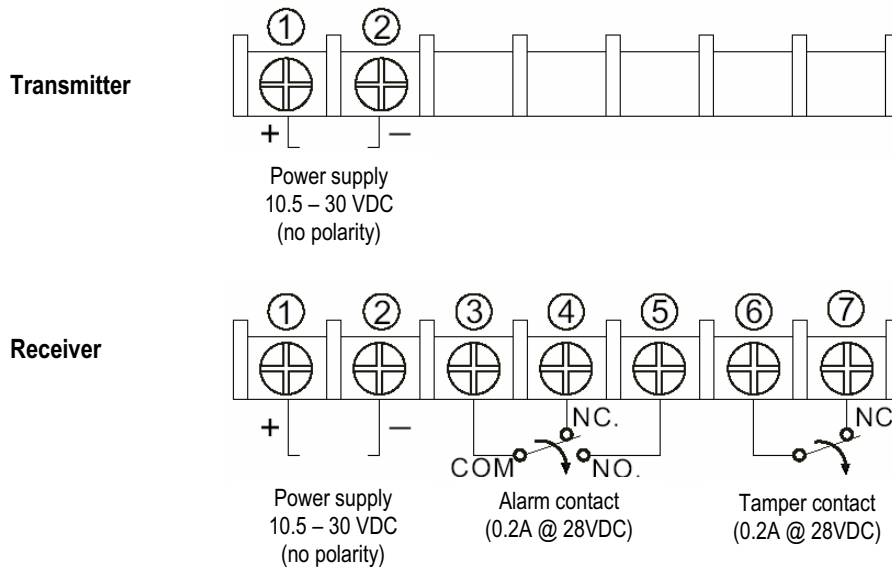 ① ②
Transmitter
+ −
Power supply
10.5 – 30 VDC
(no polarity)
① ② ③ ④ ⑤ ⑥ ⑦
Receiver
+ −
NC.
NC
COM
NO.
Power supply
10.5 – 30 VDC
(no polarity)
Alarm contact
(0.2A @ 28VDC)
Tamper contact
(0.2A @ 28VDC)